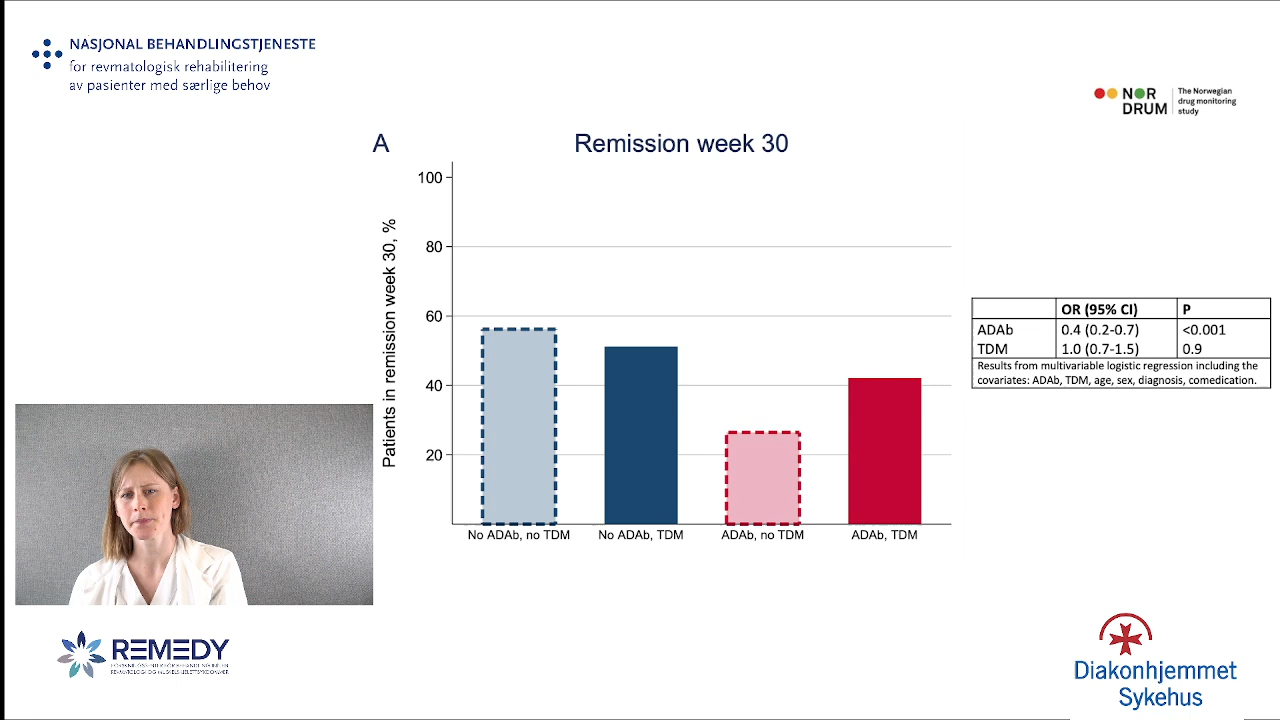 NASJONAL BEHANDLINGSTJENESTE
for revmatologisk rehabilitering
av pasienter med særlige behov
NOR
DRUM
The Norwegian
drug monitoring
study
A
Remission week 30
Patients in remission week 30, %
100
80
60
40
20
No ADAb, no TDM
No ADAb, TDM
ADAb, no TDM
ADAb, TDM
OR (95% CI) P
ADAb 0.4 (0.2-0.7) <0.001
TDM 1.0 (0.7-1.5) 0.9
Results from multivariable logistic regression including the
covariates: ADAb, TDM, age, sex, diagnosis, comedication.
REMEDY
Diakonhjemmet
Sykehus